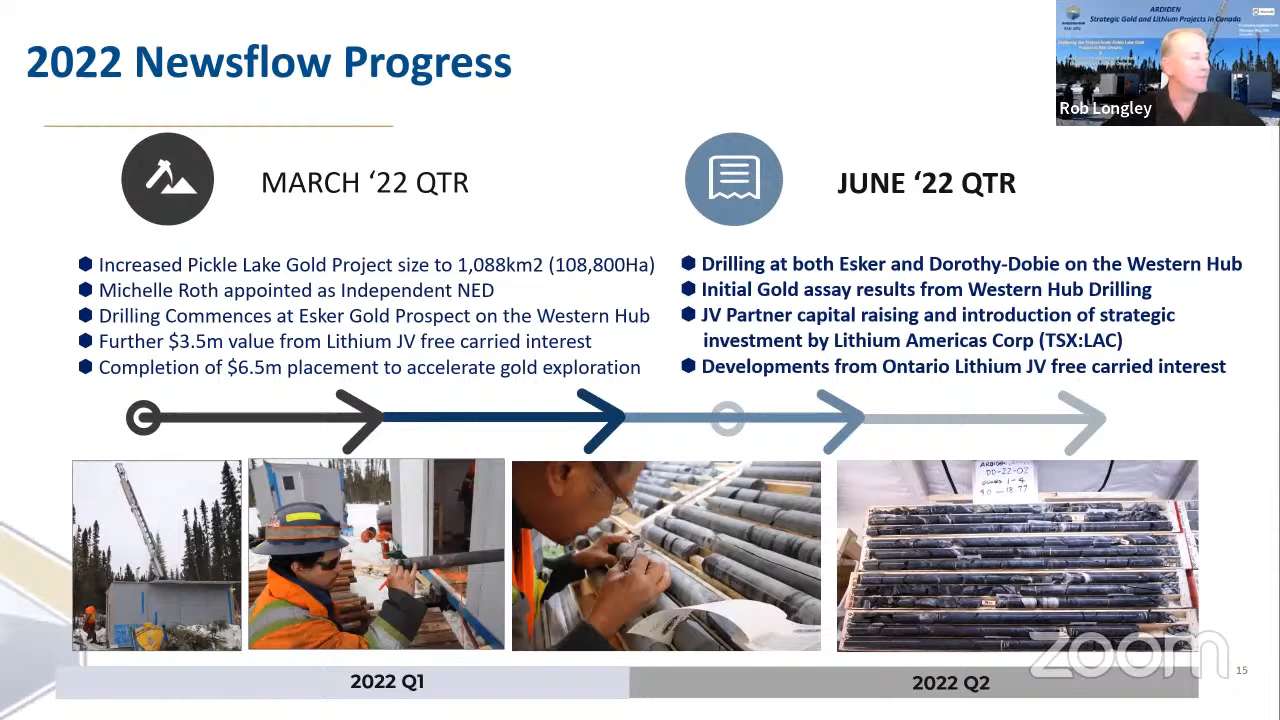 2022 Newsflow Progress
ARDIDEN
Strategic Gold and Lithium Projects in Canada
Rob Longley
MARCH ‘22 QTR
Increased Pickle Lake Gold Project size to 1,088km2 (108,800Ha)
Michelle Roth appointed as Independent NED
Drilling Commences at Esker Gold Prospect on the Western Hub
Further $3.5m value from Lithium JV free carried interest
Completion of $6.5m placement to accelerate gold exploration
JUNE ‘22 QTR
Drilling at both Esker and Dorothy-Dobie on the Western Hub
Initial Gold assay results from Western Hub Drilling
JV Partner capital raising and introduction of strategic
investment by Lithium Americas Corp (TSX:LAC)
Developments from Ontario Lithium JV free carried interest
DD-22-02
2022 Q1
2022 Q2
zoom
15